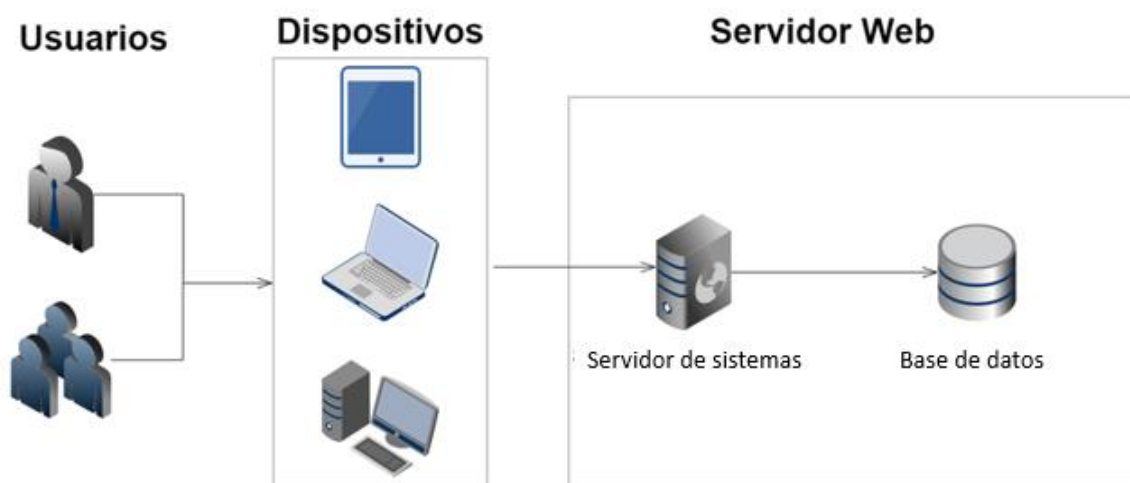 Usuarios
Dispositivos
Servidor Web
Servidor de sistemas
Base de datos